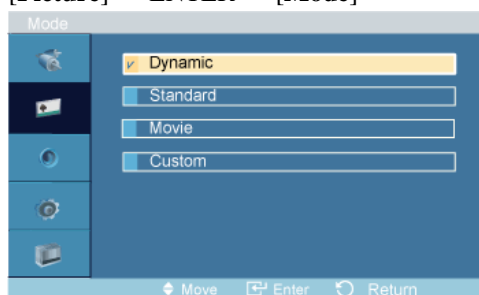 Mode
Dynamic
Standard
Movie
Custom
Move Enter Return